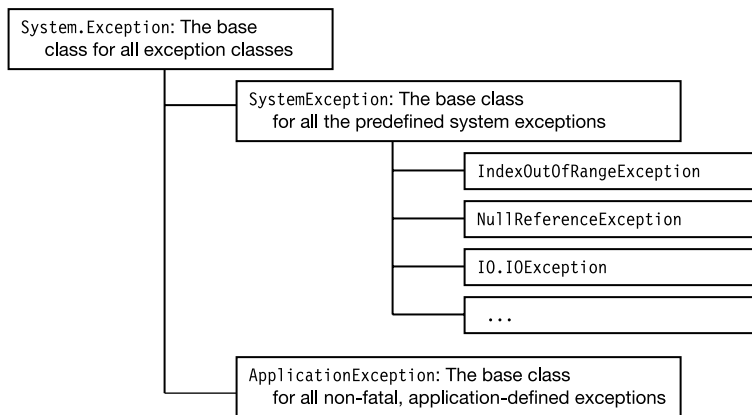 System.Exception: The base
class for all exception classes
SystemException: The base class
for all the predefined system exceptions
IndexOutOfRangeException
NullReferenceException
IO.IOException
...
ApplicationException: The base class
for all non-fatal, application-defined exceptions